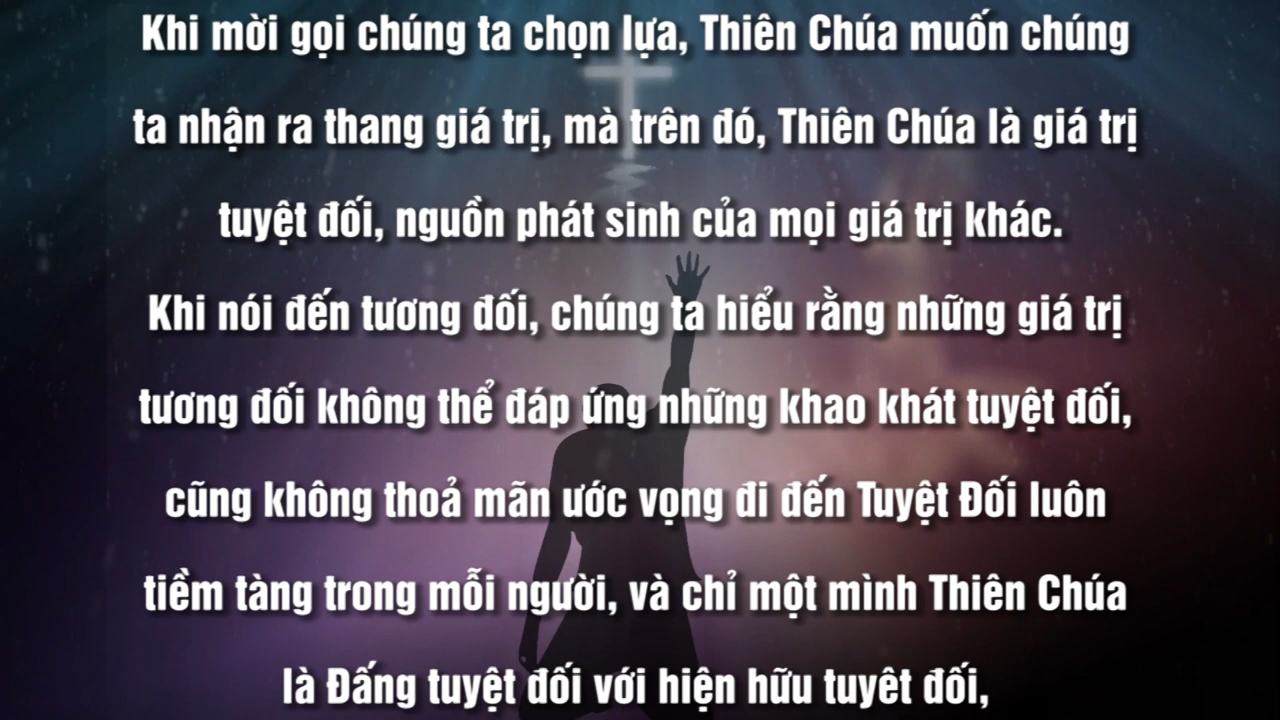 Khi mời gọi chúng ta chọn lựa, Thiên Chúa muốn chúng
ta nhận ra thang giá trị, mà trên đó, Thiên Chúa là giá trị
tuyệt đối, nguồn phát sinh của mọi giá trị khác.
Khi nói đến tương đối, chúng ta hiểu rằng những giá trị
tương đối không thể đáp ứng những khao khát tuyệt đối,
cũng không thoả mãn ước vọng đi đến Tuyệt Đối luôn
tiềm tàng trong mỗi người, và chỉ một mình Thiên Chúa
là Đấng tuyệt đối với hiện hữu tuyêt đối,